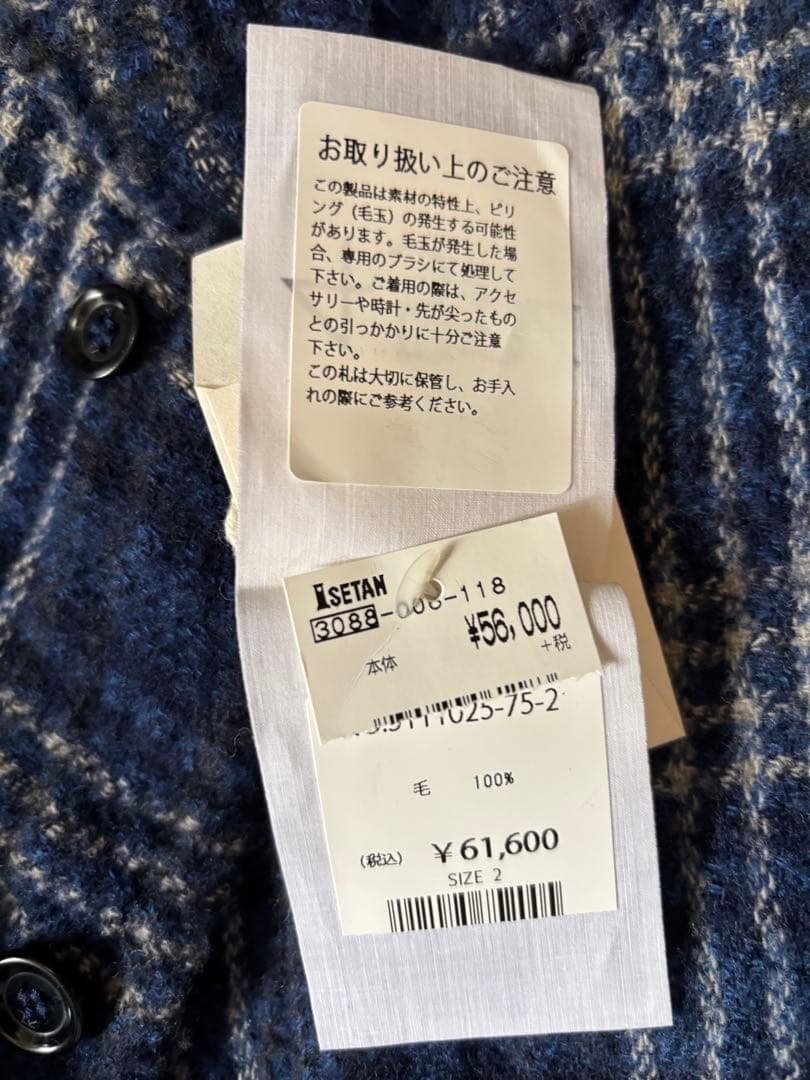 お取り扱い上のご注意
この製品は素材の特性上、ピリ
ング（毛玉）の発生する可能性
があります。毛玉が発生した場
合、専用のブラシにて処理して
下さい。ご着用の際は、アクセ
サリーや時計・先が尖ったもの
との引っかかりに十分ご注意
下さい。
この札は大切に保管し、お手入
れの際にご参考ください。
ISETAN
3088-608-118
¥56,000
本体
+税
25-75-2
毛 100%
(税込) ¥61,600
SIZE 2